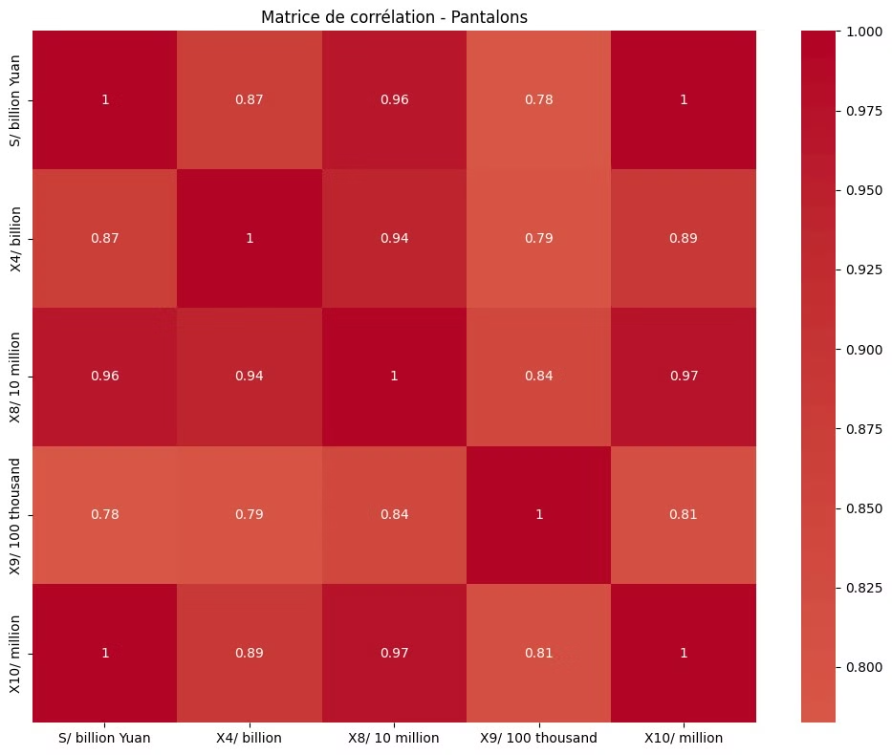 Matrice de corrélation - Pantalons
S/ billion Yuan 1 0.87 0.96 0.78 1
X4/ billion 0.87 1 0.94 0.79 0.89
X8/ 10 million 0.96 0.94 1 0.84 0.97
X9/ 100 thousand 0.78 0.79 0.84 1 0.81
X10/ million 1 0.89 0.97 0.81 1
S/ billion Yuan X4/ billion X8/ 10 million X9/ 100 thousand X10/ million
1.000
0.975
0.950
0.925
0.900
0.875
0.850
0.825
0.800